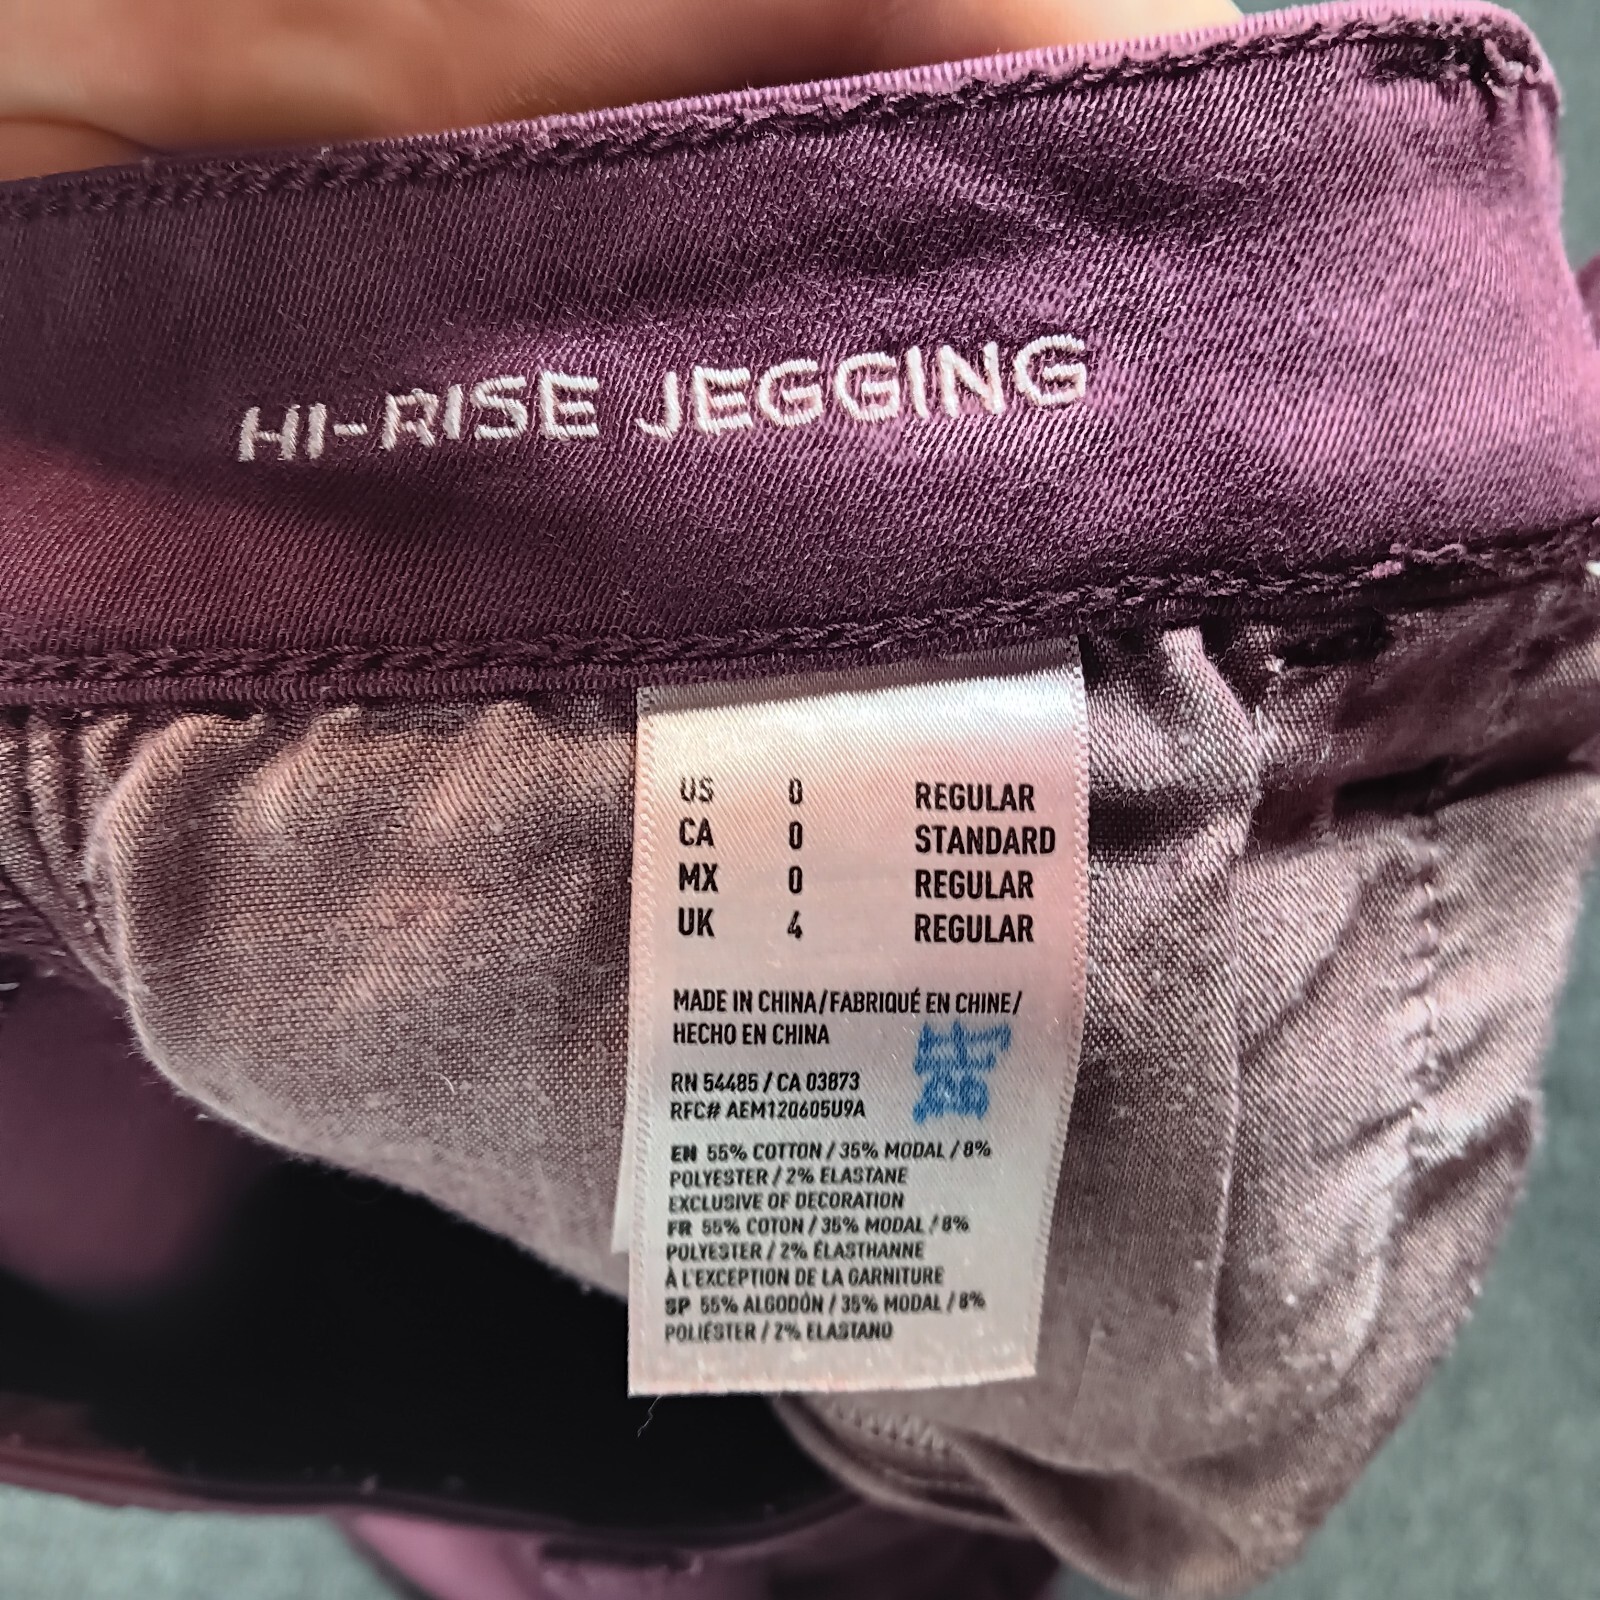 HI-RISE JEGGING
US 0 REGULAR
CA 0 STANDARD
MX 0 REGULAR
UK 4 REGULAR
MADE IN CHINA/FABRIQUÉ EN CHINE/
HECHO EN CHINA
RN 54485 / CA 03873
RFC# AEM120605U9A
EN 55% COTTON / 35% MODAL / 8%
POLYESTER / 2% ELASTANE
EXCLUSIVE OF DECORATION
FR 55% COTON / 35% MODAL / 8%
POLYESTER / 2% ÉLASTHANNE
À L'EXCEPTION DE LA GARNITURE
SP 55% ALGODÓN / 35% MODAL / 8%
POLIÉSTER / 2% ELASTANO